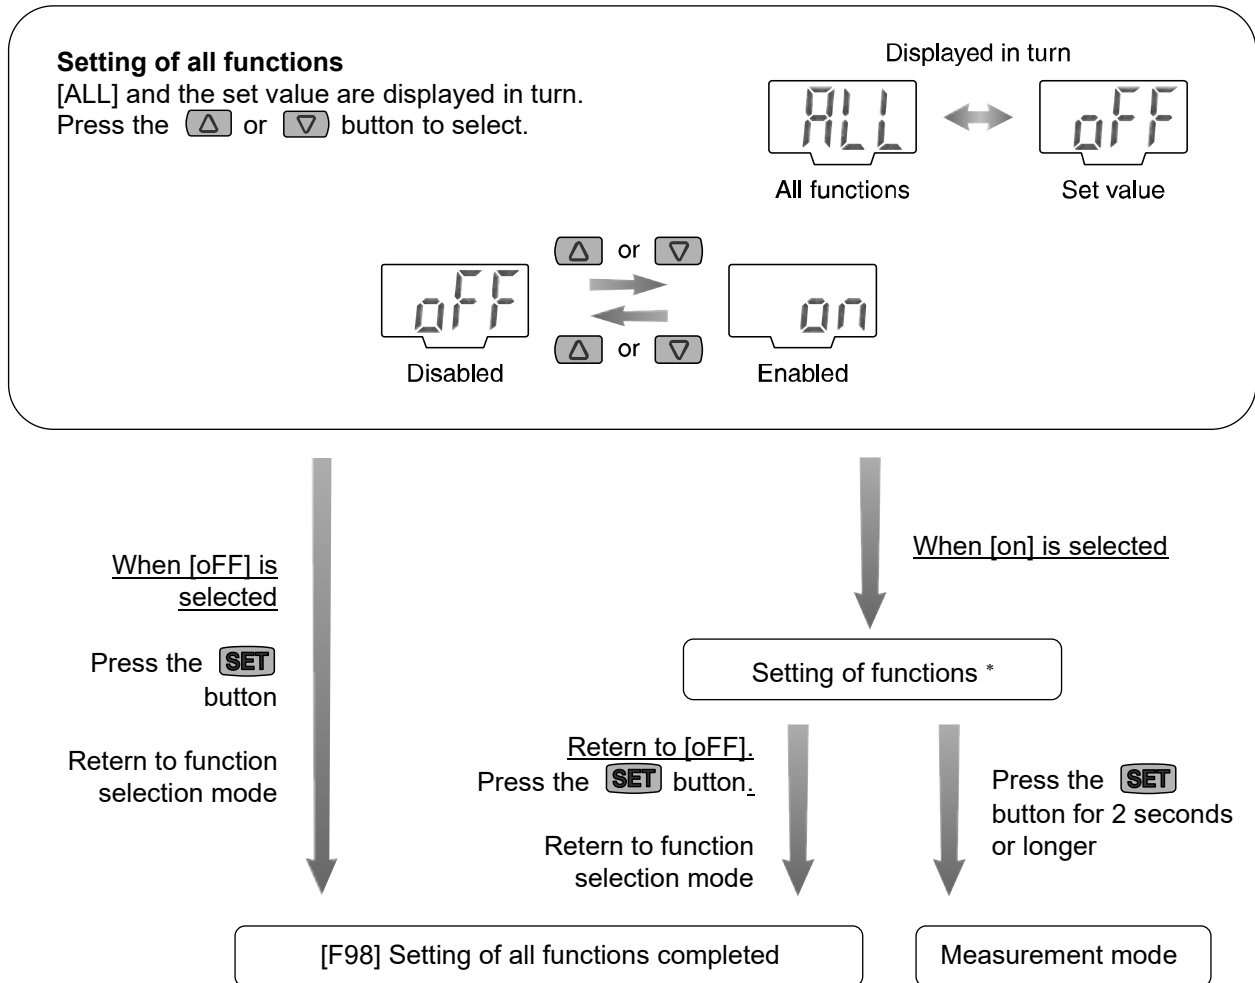 Setting of all functions
[ALL] and the set value are displayed in turn.
Press the △ or ▽ button to select.
Displayed in turn
ALL
oFF
All functions
Set value
△ or ▽
oFF
on
△ or ▽
Disabled
Enabled
When [oFF] is
selected
Press the SET
button
Retern to function
selection mode
When [on] is selected
Setting of functions *
Retern to [oFF].
Press the SET button.
Retern to function
selection mode
Press the SET
button for 2 seconds
or longer
[F98] Setting of all functions completed
Measurement mode